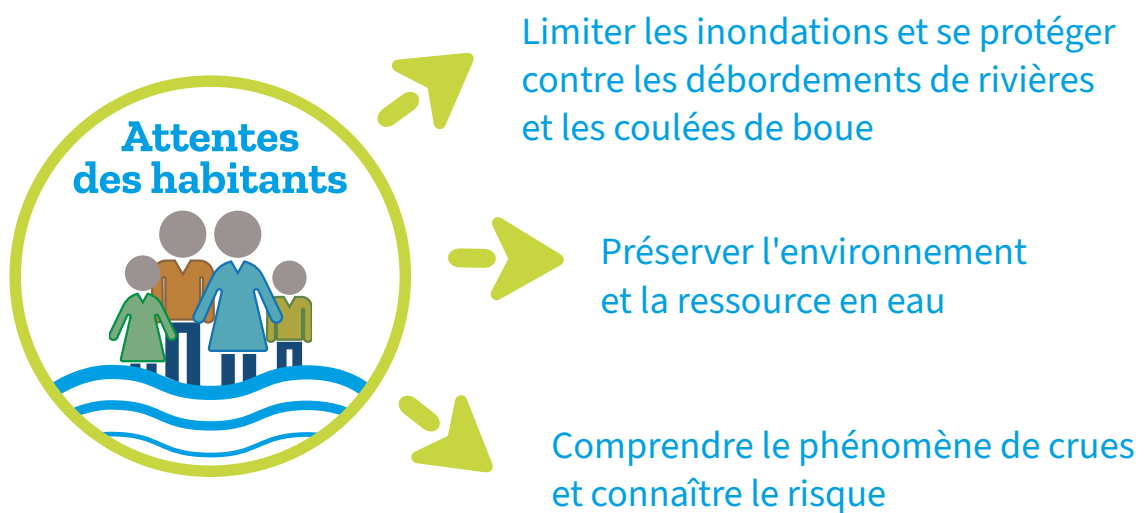 Attentes
des habitants
Limiter les inondations et se protéger
contre les débordements de rivières
et les coulées de boue
Préserver l'environnement
et la ressource en eau
Comprendre le phénomène de crues
et connaître le risque